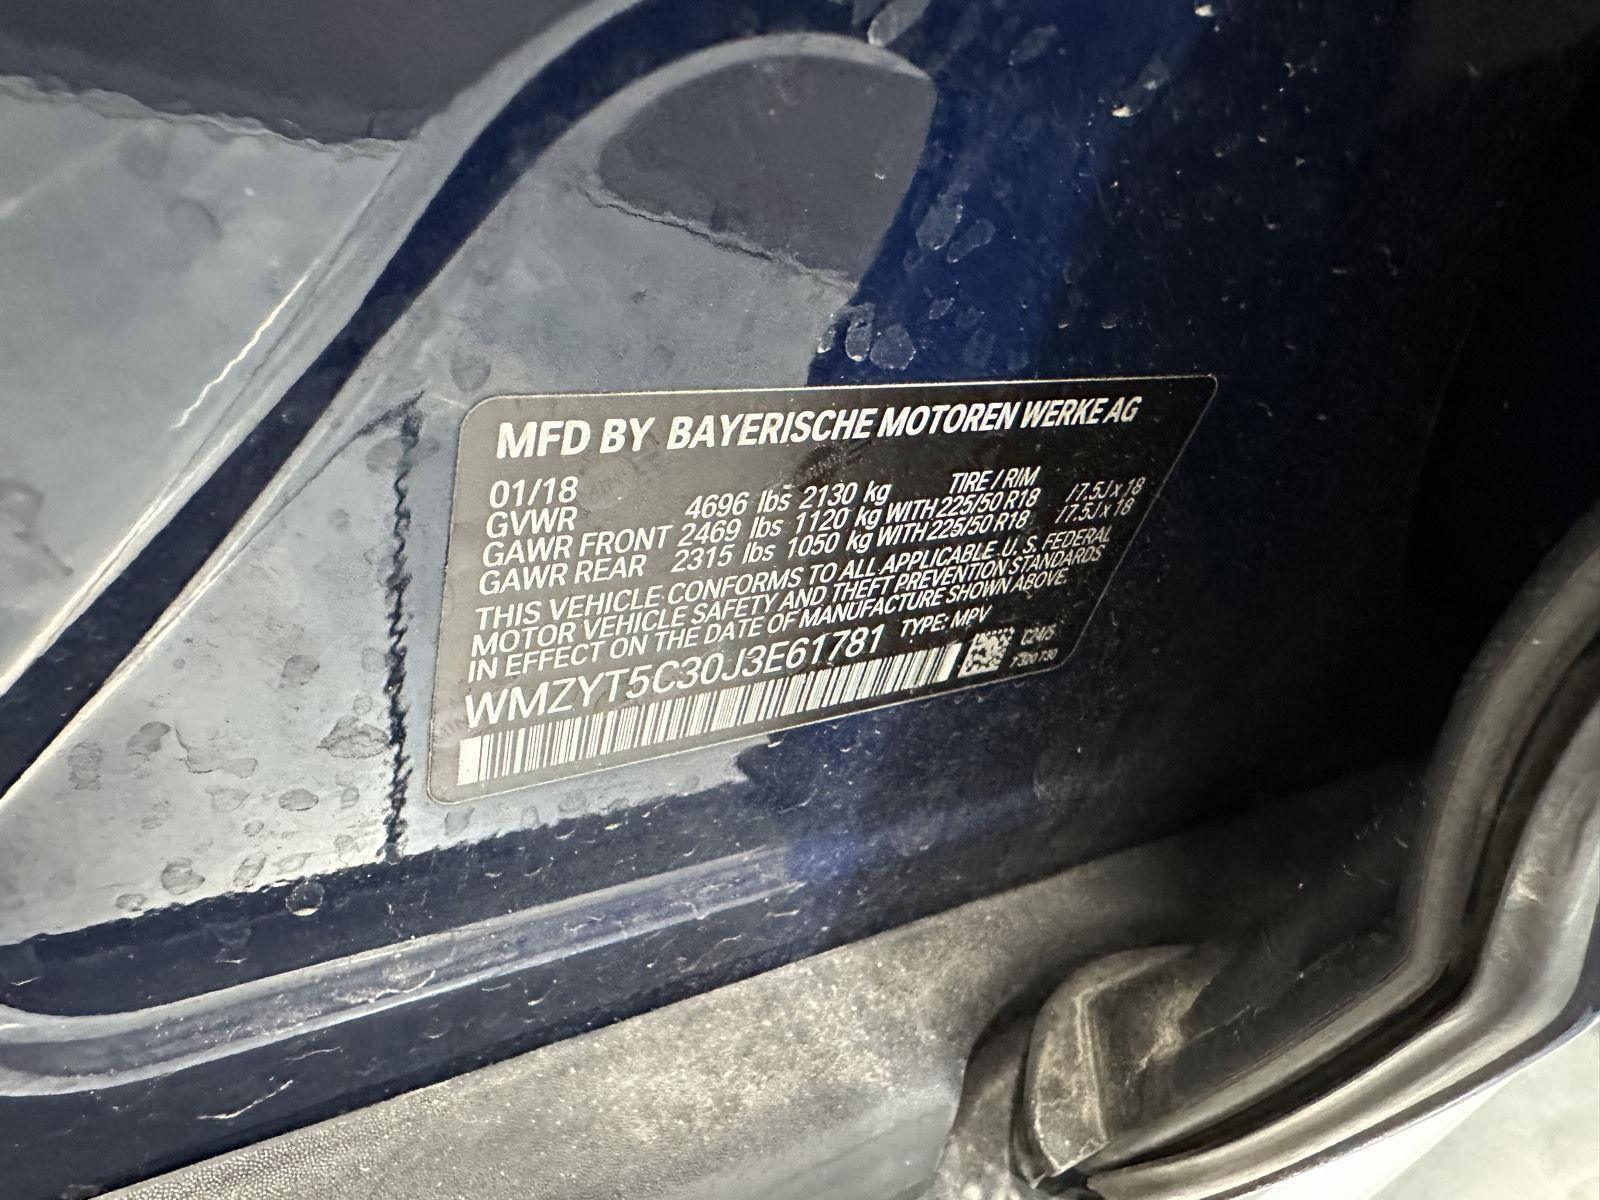 MFD BY BAYERISCHE MOTOREN WERKE AG
01/18 TIRE / RIM
GVWR 4696 lbs 2130 kg
GAWR FRONT 2469 lbs 1120 kg WITH 225/50 R18 / 7.5J x 18
GAWR REAR 2315 lbs 1050 kg WITH 225/50 R18 / 7.5J x 18
THIS VEHICLE CONFORMS TO ALL APPLICABLE U. S. FEDERAL
MOTOR VEHICLE SAFETY AND THEFT PREVENTION STANDARDS
IN EFFECT ON THE DATE OF MANUFACTURE SHOWN ABOVE.
WMZYT5C30J3E61781 TYPE: MPV